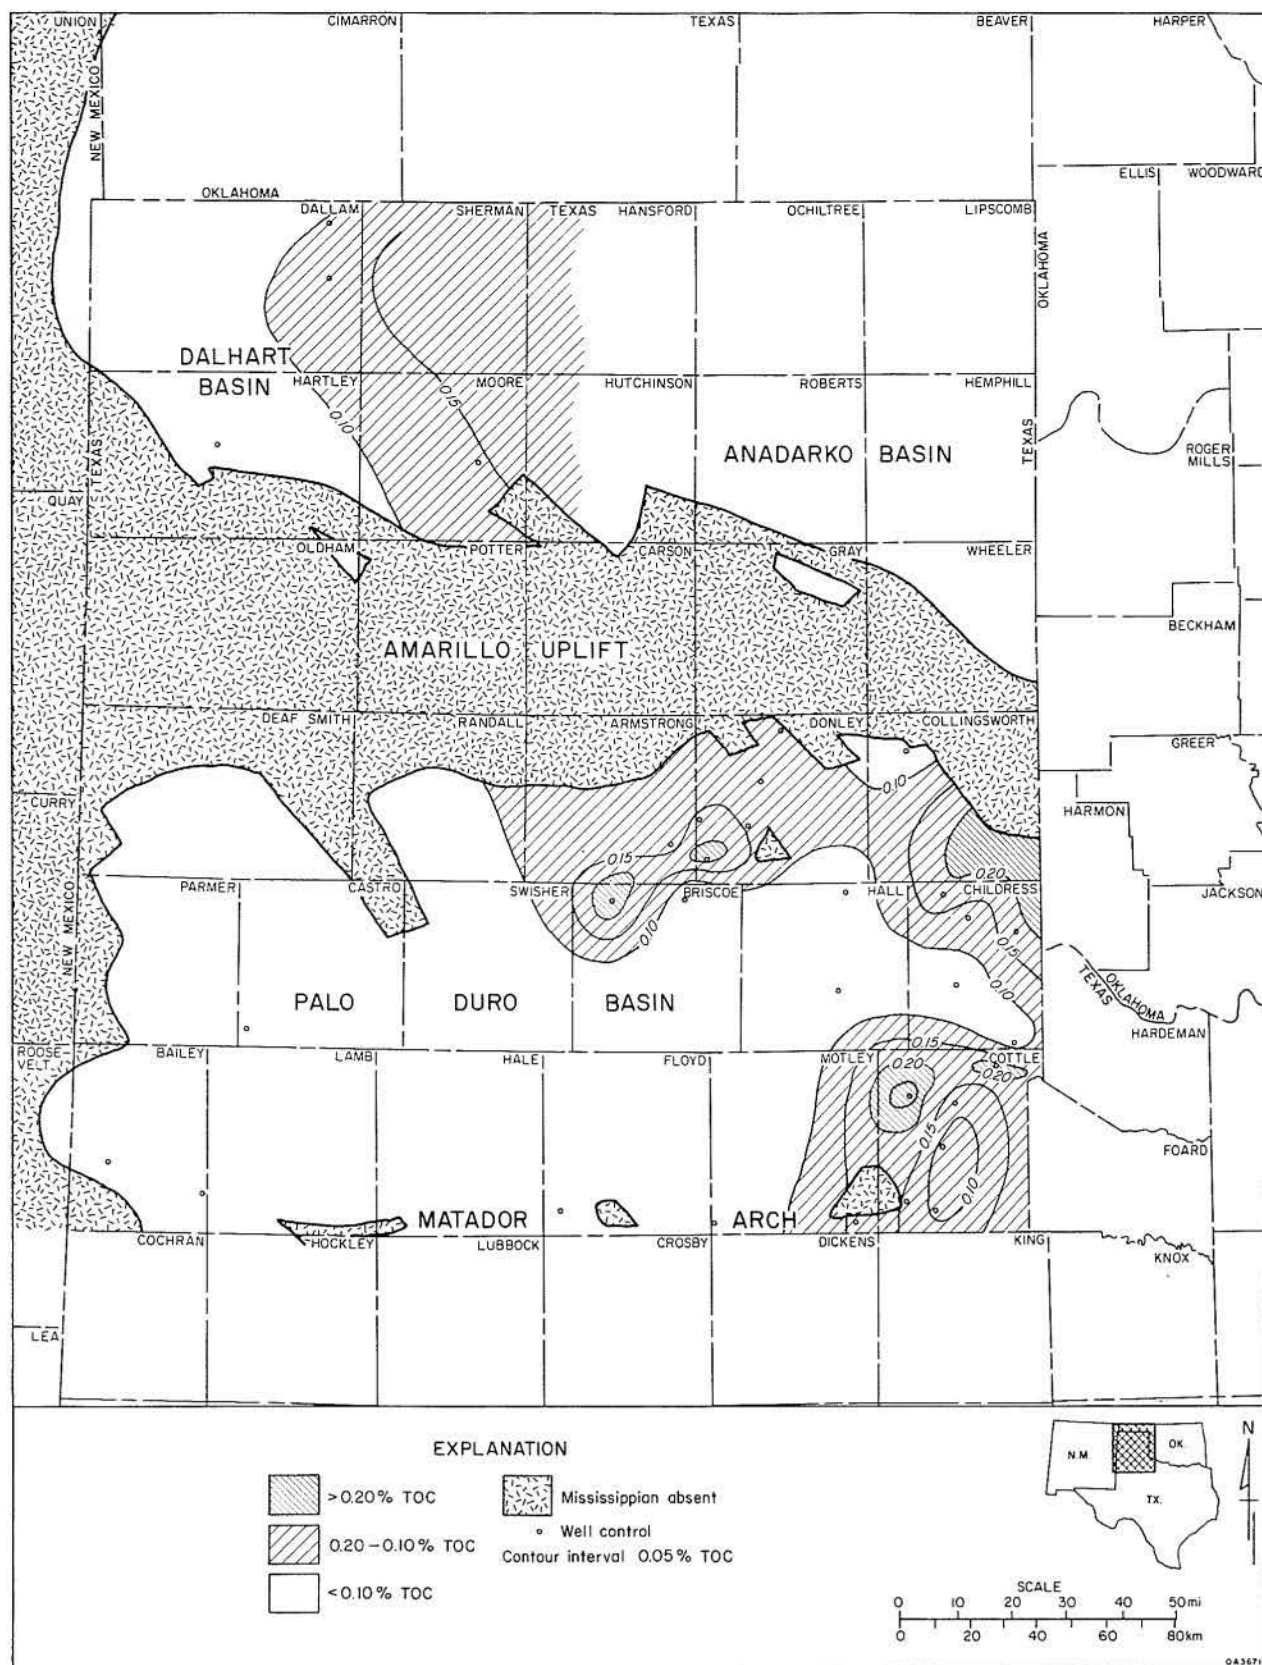 UNION CIMARRON TEXAS BEAVER HARPER
NEW MEXICO
ELLIS WOODWARD
OKLAHOMA
DALLAM SHERMAN TEXAS HANSFORD OCHILTREE LIPSCOMB
OKLAHOMA
DALHART
BASIN
HARTLEY MOORE HUTCHINSON ROBERTS HEMPHILL
0.10
0.15
TEXAS
ANADARKO BASIN
TEXAS
ROGER
MILLS
QUAY
OLDHAM POTTER CARSON GRAY WHEELER
BECKHAM
AMARILLO UPLIFT
DEAF SMITH RANDALL ARMSTRONG DONLEY COLLINGSWORTH
GREER
0.10
CURRY
HARMON
0.15
0.20
PARMER CASTRO SWISHER BRISCOE HALL CHILDRESS
JACKSON
0.10
0.15
NEW MEXICO
OKLAHOMA
TEXAS
PALO DURO BASIN
0.10
HARDEMAN
ROOSE-
VELT
BAILEY LAMB HALE FLOYD MOTLEY COTTLE
0.15
0.20
0.20
0.15
FOARD
0.10
MATADOR ARCH
COCHRAN HOCKLEY LUBBOCK CROSBY DICKENS KING
KNOX
LEA
EXPLANATION
>0.20% TOC
0.20-0.10% TOC
<0.10% TOC
Mississippian absent
Well control
Contour interval 0.05% TOC
N.M. OK. TX.
N
SCALE
0 10 20 30 40 50 mi
0 20 40 60 80 km
QA3671